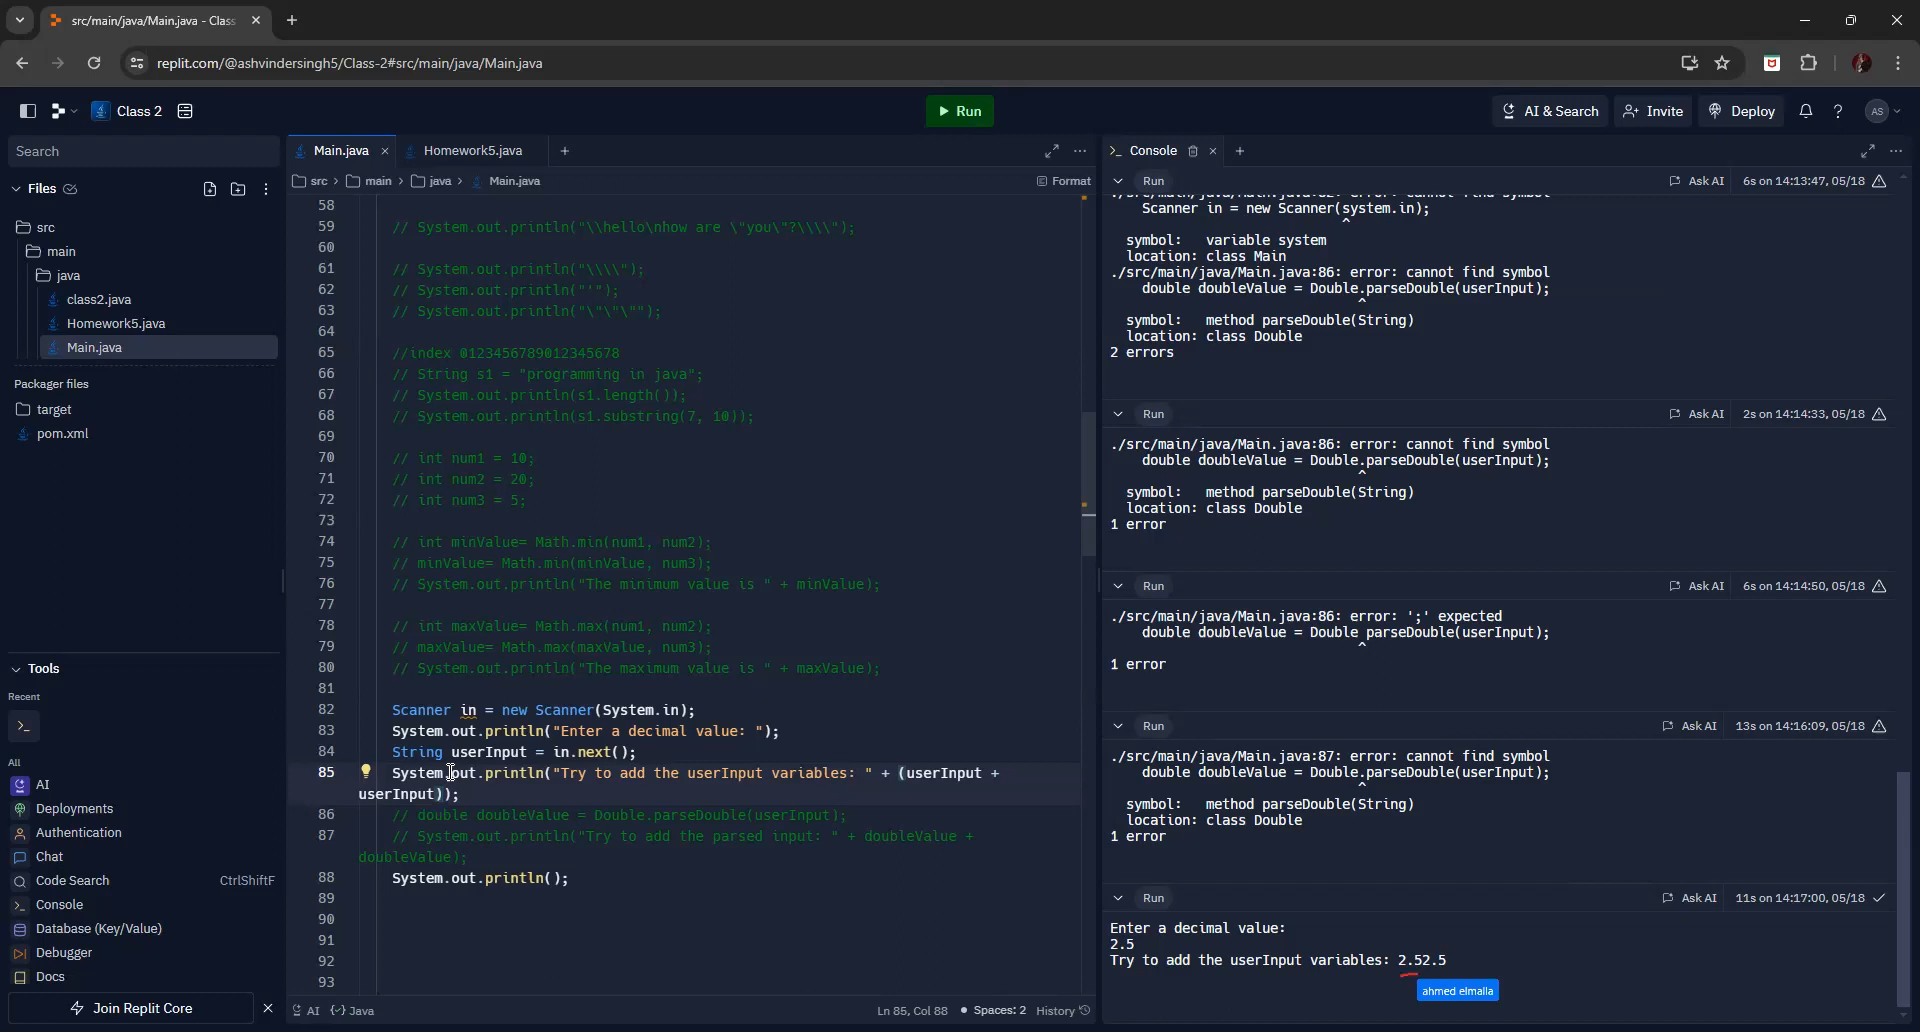 src/main/java/Main.java - Class
replit.com/@ashvindersingh5/Class-2#src/main/java/Main.java
Class 2
Run
AI & Search
Invite
Deploy
AS
Search
Files
src
main
java
class2.java
Homework5.java
Main.java
Packager files
target
pom.xml
Tools
Recent
All
AI
Deployments
Authentication
Chat
Code Search CtrlShiftF
Console
Database (Key/Value)
Debugger
Docs
Join Replit Core
Main.java
Homework5.java
src > main > java > Main.java
Format
58
59 // System.out.println("\\hello\nhow are \"you\"?\\\\");
60
61 // System.out.println("\\\\");
62 // System.out.println("'");
63 // System.out.println("\"\"\"");
64
65 //index 0123456789012345678
66 // String s1 = "programming in java";
67 // System.out.println(s1.length());
68 // System.out.println(s1.substring(7, 10));
69
70 // int num1 = 10;
71 // int num2 = 20;
72 // int num3 = 5;
73
74 // int minValue= Math.min(num1, num2);
75 // minValue= Math.min(minValue, num3);
76 // System.out.println("The minimum value is " + minValue);
77
78 // int maxValue= Math.max(num1, num2);
79 // maxValue= Math.max(maxValue, num3);
80 // System.out.println("The maximum value is " + maxValue);
81
82 Scanner in = new Scanner(System.in);
83 System.out.println("Enter a decimal value: ");
84 String userInput = in.next();
85 System.out.println("Try to add the userInput variables: " + (userInput +
userInput));
86 // double doubleValue = Double.parseDouble(userInput);
87 // System.out.println("Try to add the parsed input: " + doubleValue +
doubleValue);
88 System.out.println();
89
90
91
92
93
AI
Java
Ln 85, Col 88
Spaces: 2
History
Console
Run
Ask AI
6s on 14:13:47, 05/18
Scanner in = new Scanner(system.in);
^
symbol: variable system
location: class Main
./src/main/java/Main.java:86: error: cannot find symbol
double doubleValue = Double.parseDouble(userInput);
^
symbol: method parseDouble(String)
location: class Double
2 errors
Run
Ask AI
2s on 14:14:33, 05/18
./src/main/java/Main.java:86: error: cannot find symbol
double doubleValue = Double.parseDouble(userInput);
^
symbol: method parseDouble(String)
location: class Double
1 error
Run
Ask AI
6s on 14:14:50, 05/18
./src/main/java/Main.java:86: error: ';' expected
double doubleValue = Double parseDouble(userInput);
^
1 error
Run
Ask AI
13s on 14:16:09, 05/18
./src/main/java/Main.java:87: error: cannot find symbol
double doubleValue = Double.parseDouble(userInput);
^
symbol: method parseDouble(String)
location: class Double
1 error
Run
Ask AI
11s on 14:17:00, 05/18
Enter a decimal value:
2.5
Try to add the userInput variables: 2.52.5
ahmed elmalla